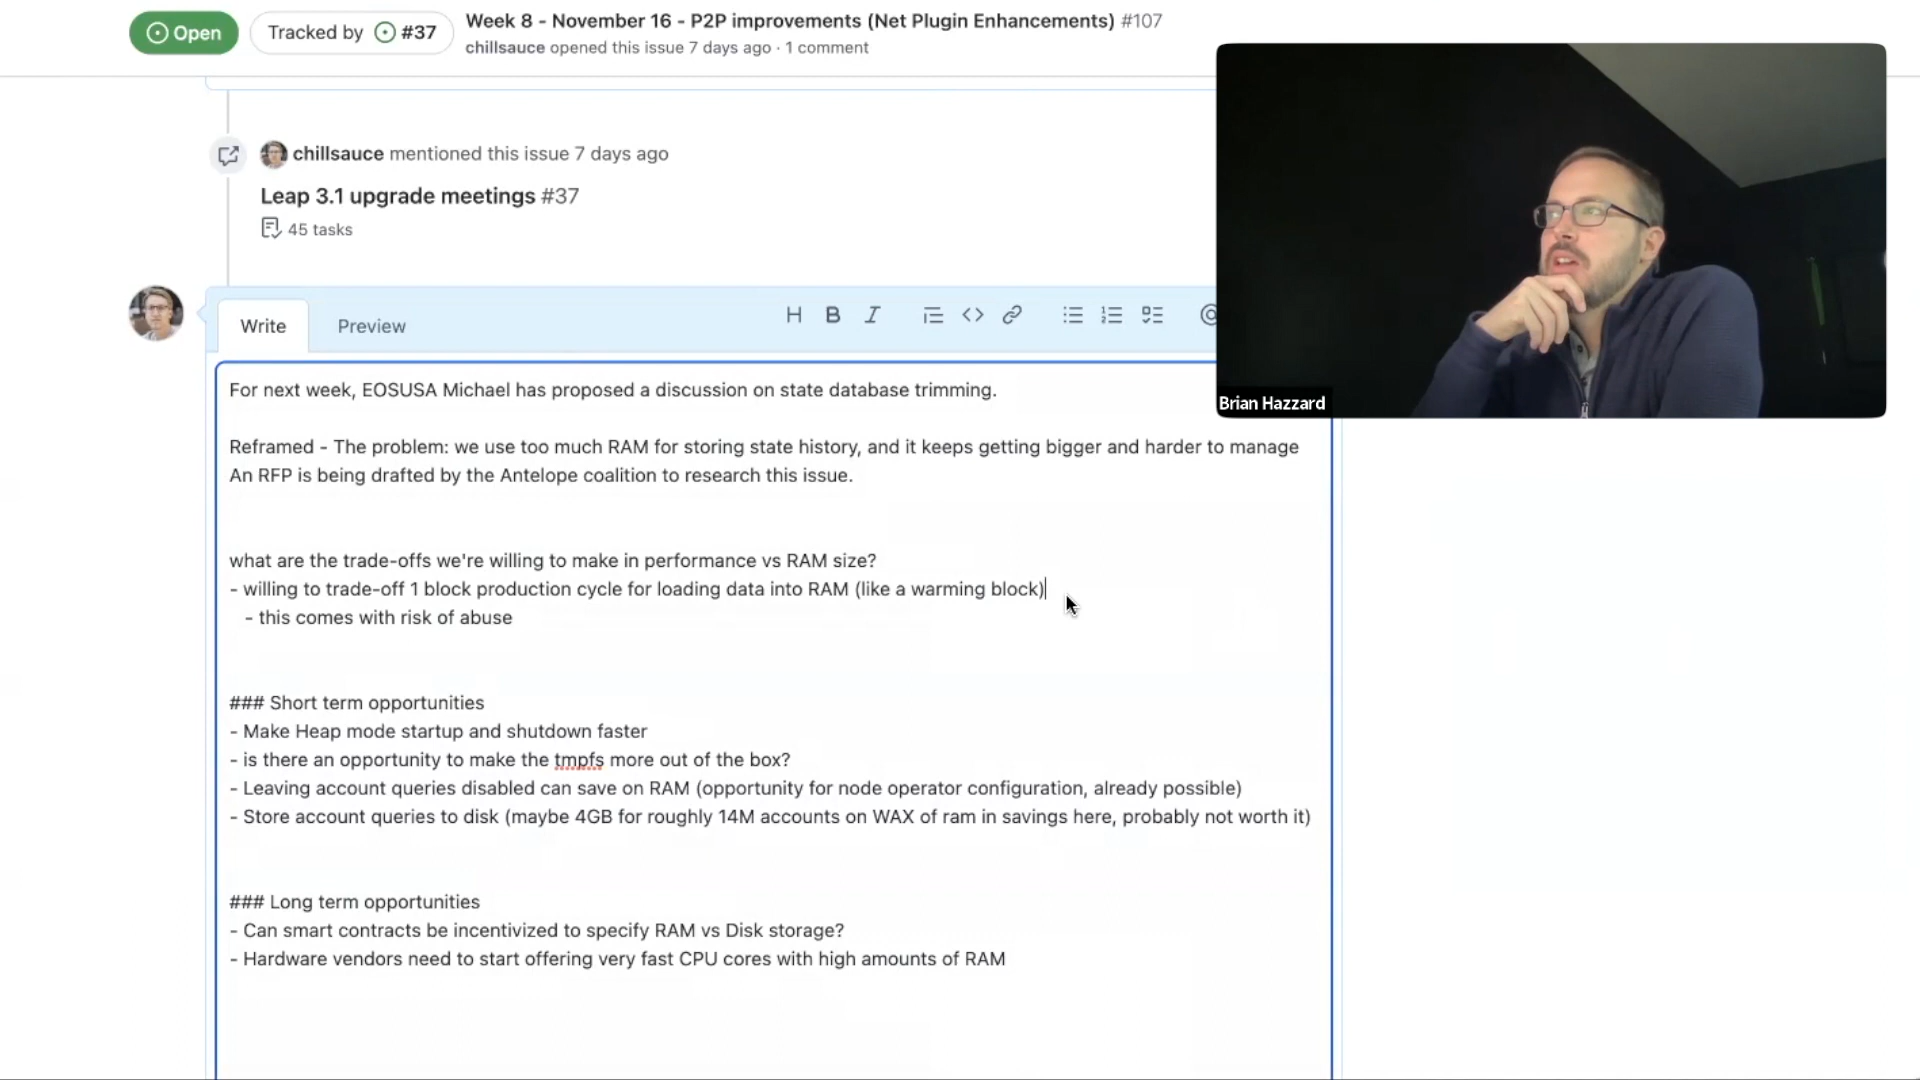 Open
Tracked by #37
Week 8 - November 16 - P2P improvements (Net Plugin Enhancements) #107
chillsauce opened this issue 7 days ago · 1 comment
chillsauce mentioned this issue 7 days ago
Leap 3.1 upgrade meetings #37
45 tasks
Write
Preview
H B I
Brian Hazzard
For next week, EOSUSA Michael has proposed a discussion on state database trimming.
Reframed - The problem: we use too much RAM for storing state history, and it keeps getting bigger and harder to manage
An RFP is being drafted by the Antelope coalition to research this issue.
what are the trade-offs we're willing to make in performance vs RAM size?
- willing to trade-off 1 block production cycle for loading data into RAM (like a warming block)
- this comes with risk of abuse
### Short term opportunities
- Make Heap mode startup and shutdown faster
- is there an opportunity to make the tmpfs more out of the box?
- Leaving account queries disabled can save on RAM (opportunity for node operator configuration, already possible)
- Store account queries to disk (maybe 4GB for roughly 14M accounts on WAX of ram in savings here, probably not worth it)
### Long term opportunities
- Can smart contracts be incentivized to specify RAM vs Disk storage?
- Hardware vendors need to start offering very fast CPU cores with high amounts of RAM